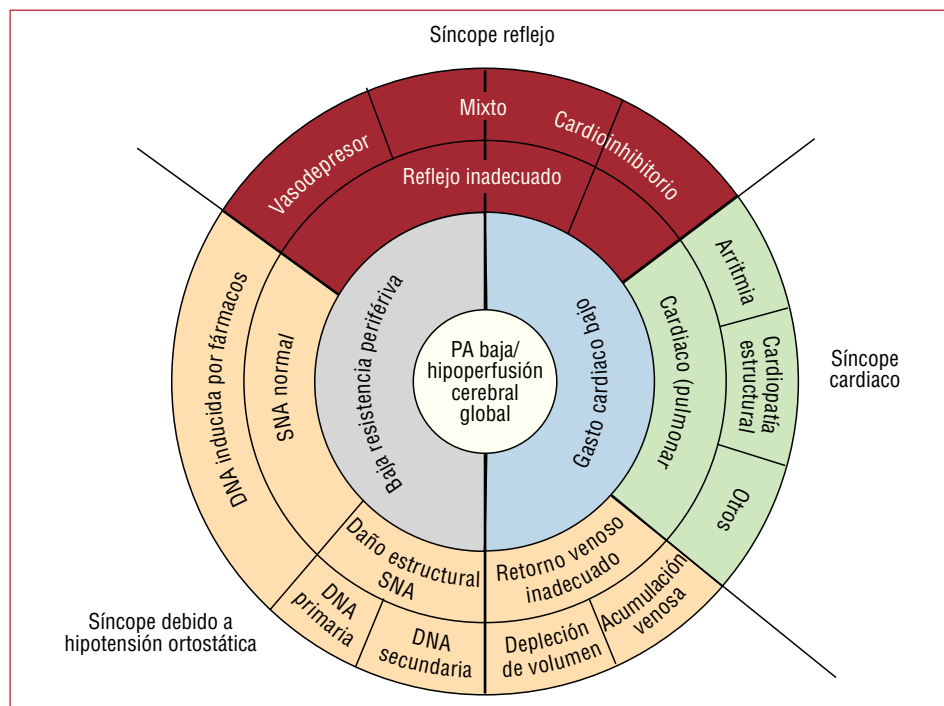 Síncope reflejo
Vasodepresor
Mixto
Cardioinhibitorio
Reflejo inadecuado
DNA inducida por fármacos
SNA normal
Baja resistencia perifériva
PA baja/
hipoperfusión
cerebral
global
Gasto cardiaco bajo
Cardiaco (pulmonar
Arritmia
Cardiopatía
estructural
Otros
Síncope
cardiaco
Daño estructural
SNA
Retorno venoso
inadecuado
DNA
primaria
DNA
secundaria
Depleción
de volumen
Acumulación
venosa
Síncope debido a
hipotensión ortostática